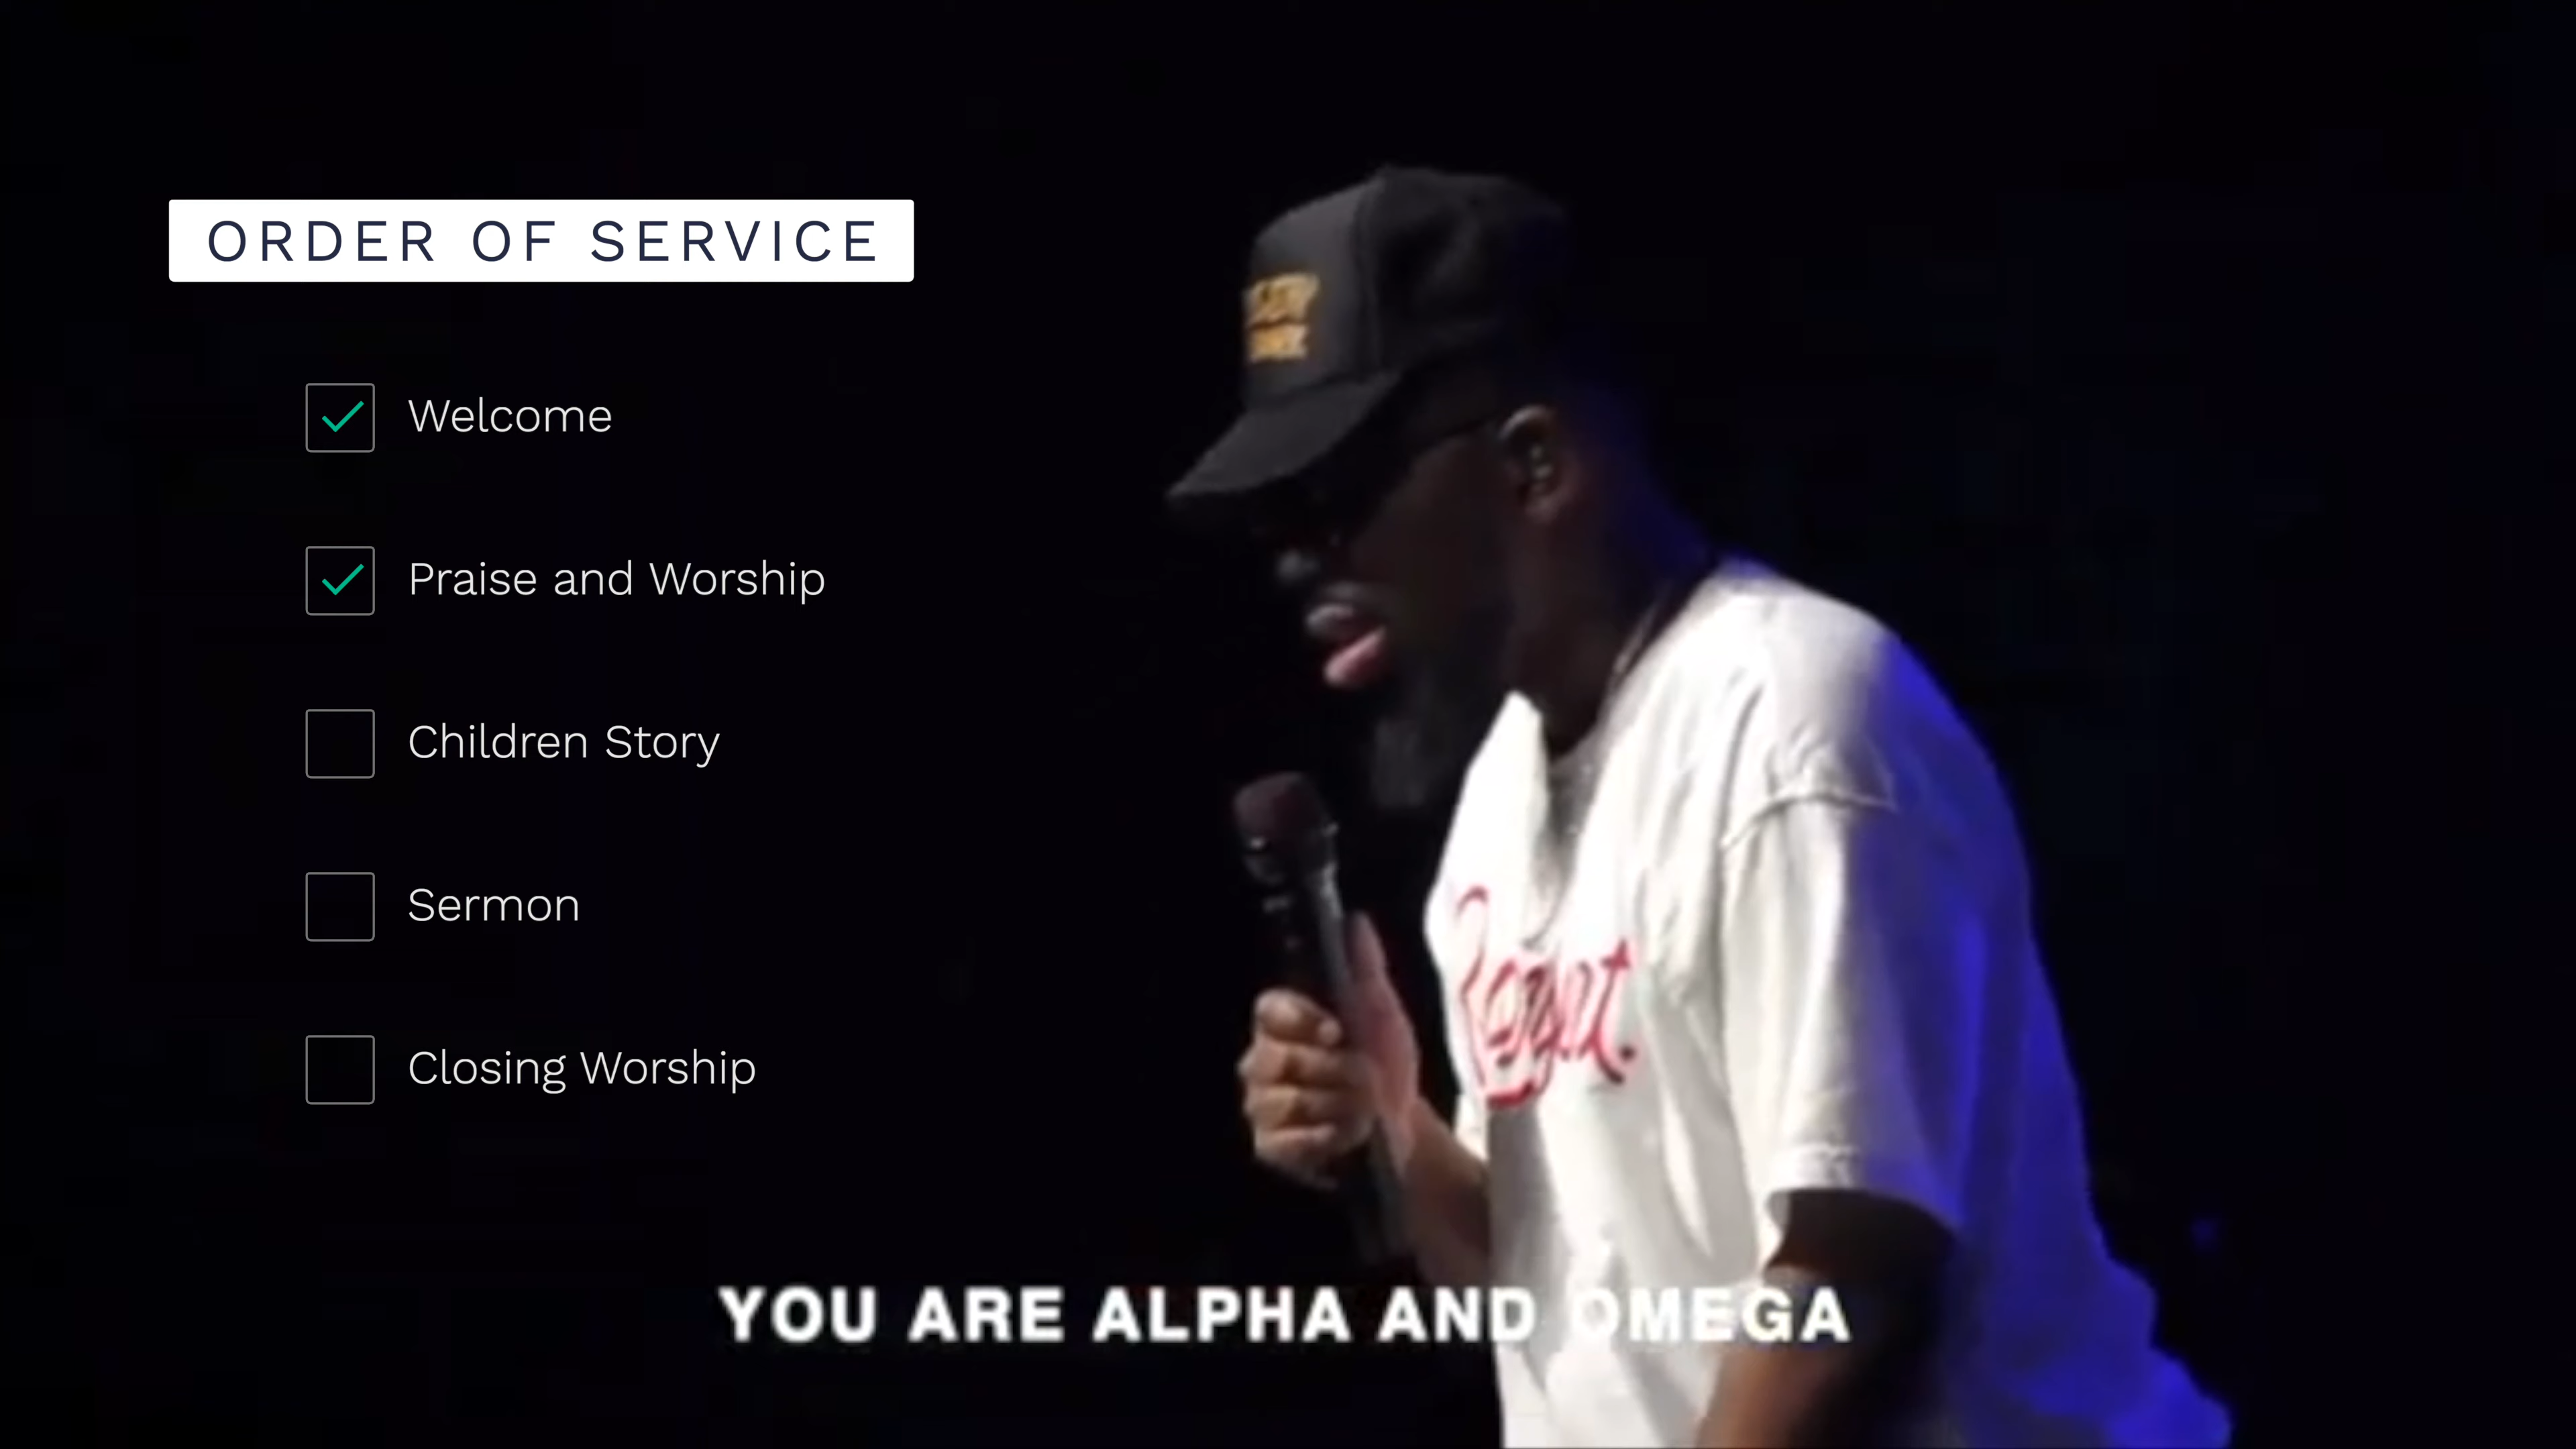 ORDER OF SERVICE
Welcome
Praise and Worship
Children Story
Sermon
Closing Worship
YOU ARE ALPHA AND OMEGA